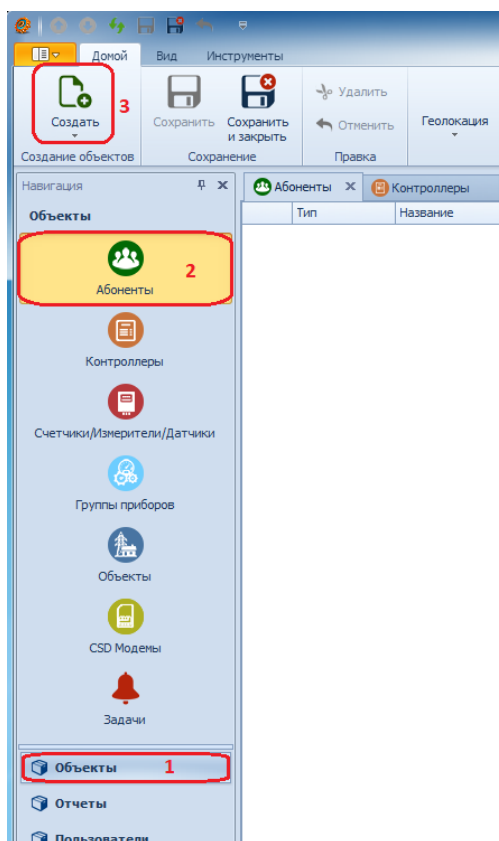 Домой Вид Инструменты
Создать 3 Сохранить Сохранить и закрыть Удалить Отменить Геолокация
Создание объектов Сохранение Правка
Навигация Абоненты Контроллеры
Объекты Тип Название
2
Абоненты
Контроллеры
Счетчики/Измерители/Датчики
Группы приборов
Объекты
CSD Модемы
Задачи
Объекты 1
Отчеты
Пользователи